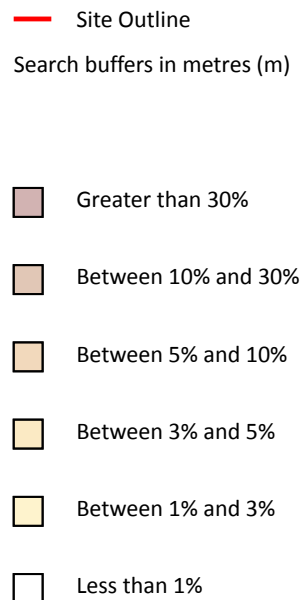 Site Outline
Search buffers in metres (m)
Greater than 30%
Between 10% and 30%
Between 5% and 10%
Between 3% and 5%
Between 1% and 3%
Less than 1%